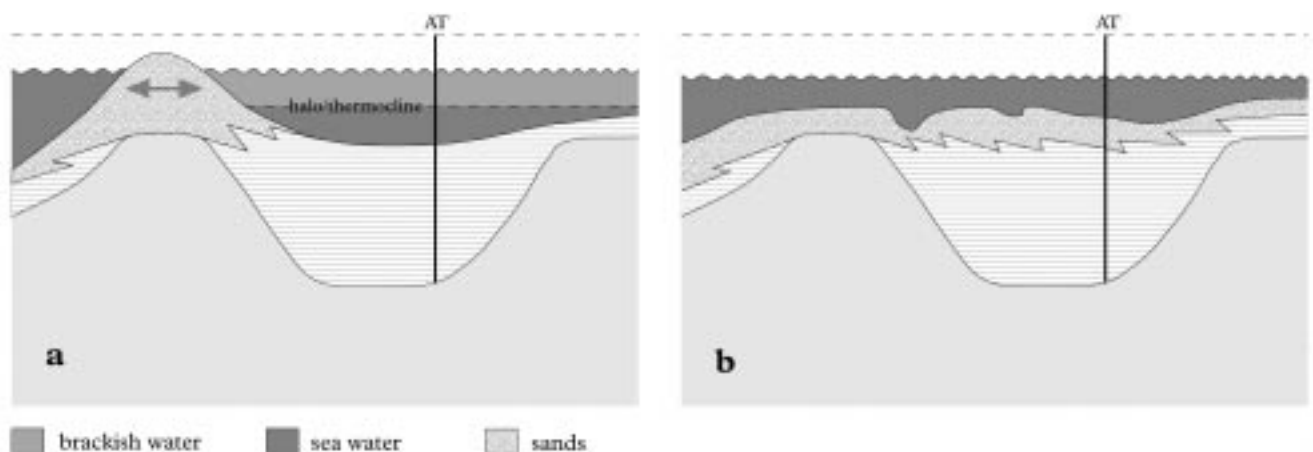 AT
AT
halo/thermocline
a
b
brackish water
sea water
sands